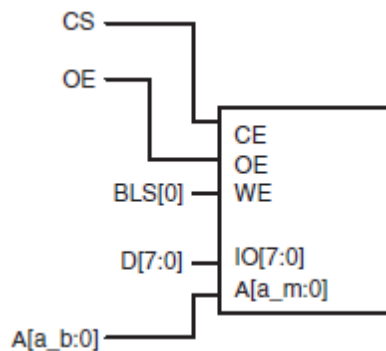 CS
CE
OE
OE
BLS[0] WE
D[7:0] IO[7:0]
A[a_m:0]
A[a_b:0]